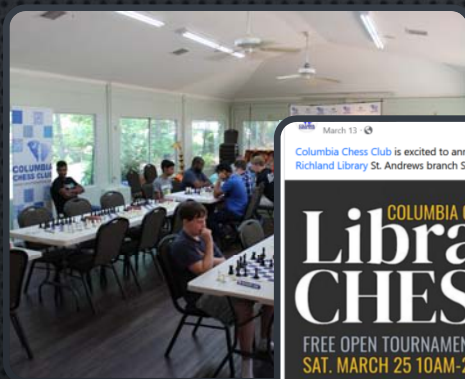 COLUMBIA
CHESS CLUB
March 13 ·
Columbia Chess Club is excited to ann
Richland Library St. Andrews branch S
COLUMBIA C
Libra
CHES
FREE OPEN TOURNAMEN
SAT. MARCH 25 10AM-2